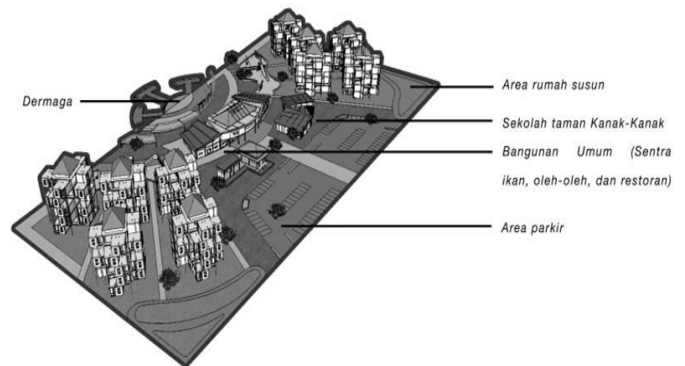 Dermaga
Area rumah susun
Sekolah taman Kanak-Kanak
Bangunan Umum (Sentra
ikan, oleh-oleh, dan restoran)
Area parkir